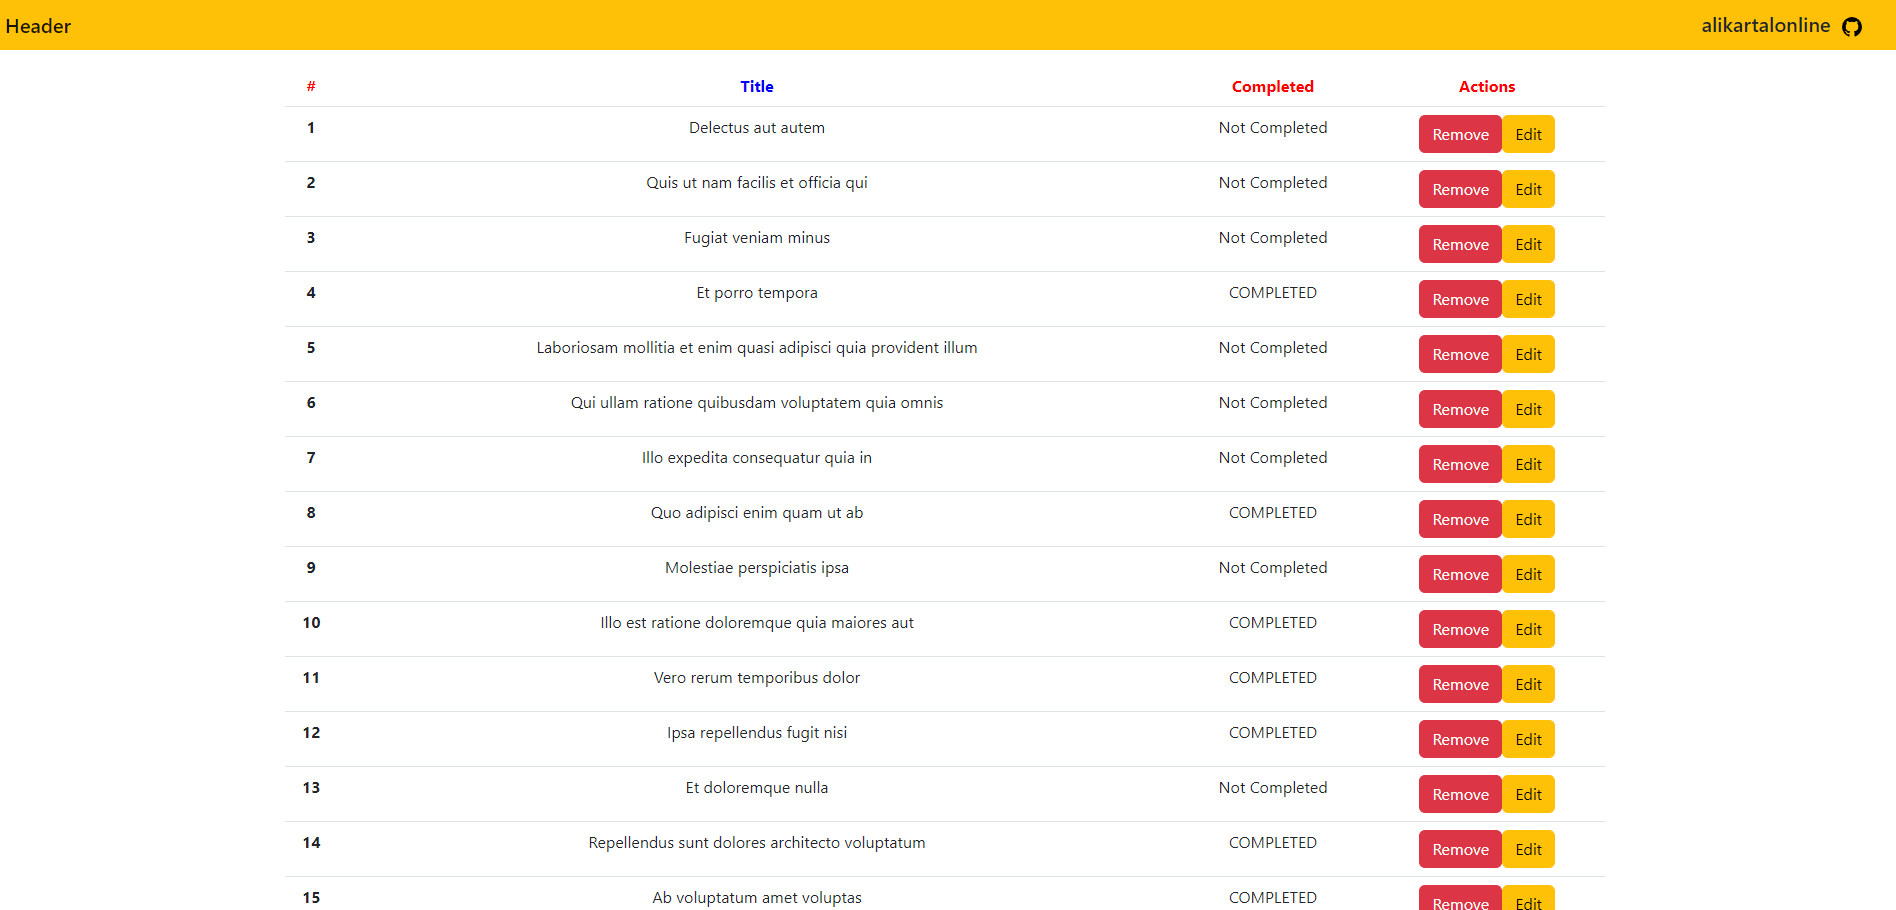 Header alikartalonline
# Title Completed Actions
1 Delectus aut autem Not Completed Remove Edit
2 Quis ut nam facilis et officia qui Not Completed Remove Edit
3 Fugiat veniam minus Not Completed Remove Edit
4 Et porro tempora COMPLETED Remove Edit
5 Laboriosam mollitia et enim quasi adipisci quia provident illum Not Completed Remove Edit
6 Qui ullam ratione quibusdam voluptatem quia omnis Not Completed Remove Edit
7 Illo expedita consequatur quia in Not Completed Remove Edit
8 Quo adipisci enim quam ut ab COMPLETED Remove Edit
9 Molestiae perspiciatis ipsa Not Completed Remove Edit
10 Illo est ratione doloremque quia maiores aut COMPLETED Remove Edit
11 Vero rerum temporibus dolor COMPLETED Remove Edit
12 Ipsa repellendus fugit nisi COMPLETED Remove Edit
13 Et doloremque nulla Not Completed Remove Edit
14 Repellendus sunt dolores architecto voluptatum COMPLETED Remove Edit
15 Ab voluptatum amet voluptas COMPLETED Remove Edit